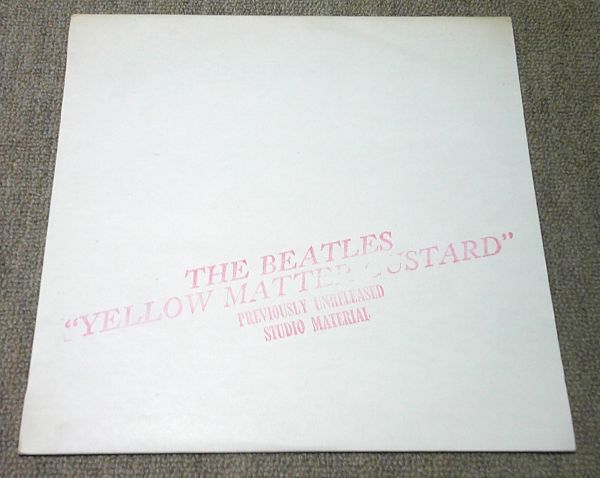 THE BEATLES
"YELLOW MATTER CUSTARD"
PREVIOUSLY UNRELEASED
STUDIO MATERIAL